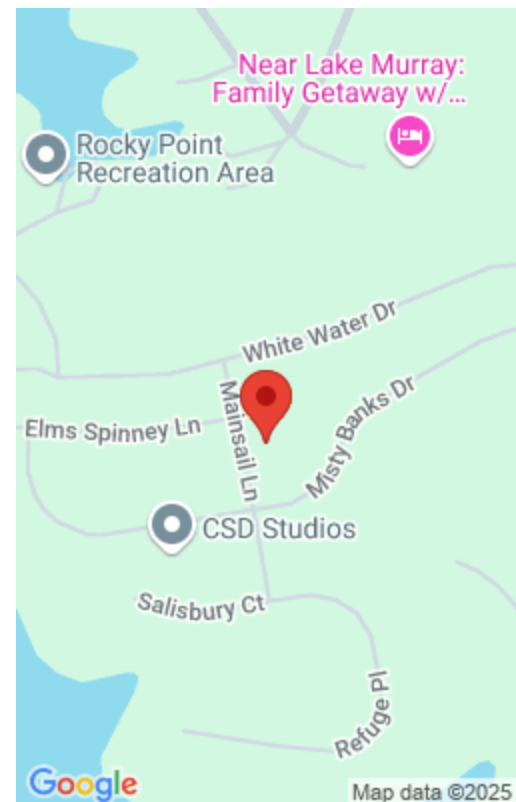 Near Lake Murray:
Family Getaway w/...
Rocky Point
Recreation Area
White Water Dr
Mainsail Ln
Elms Spinney Ln
Misty Banks Dr
CSD Studios
Salisbury Ct
Refuge Pl
Google
Map data ©2025